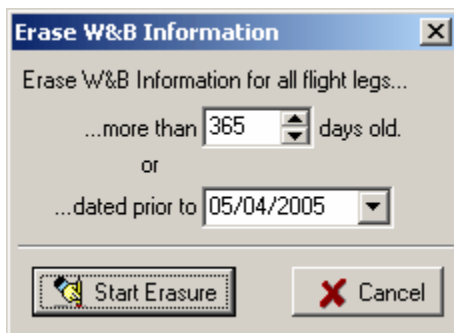 Erase W&B Information
Erase W&B Information for all flight legs...
...more than 365 days old.
or
...dated prior to 05/04/2005
Start Erasure Cancel